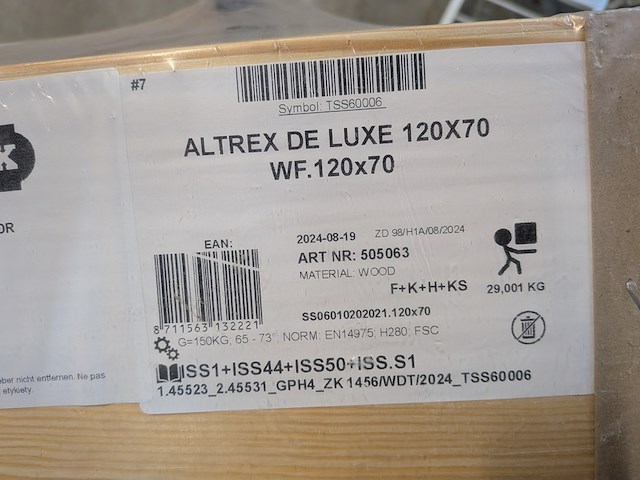 #7
Symbol: TSS60006
ALTREX DE LUXE 120X70
WF.120x70
EAN:
8 711563 132221
2024-08-19 ZD 98/H1A/08/2024
ART NR: 505063
MATERIAL: WOOD
F+K+H+KS
29,001 KG
SS06010202021.120x70
G=150KG; 65 - 73°; NORM: EN14975; H280; FSC
ISS1+ISS44+ISS50+ISS.S1
1.45523_2.45531_GPH4_ZK 1456/WDT/2024_TSS60006
OR
eber nicht entfernen. Ne pas
etykiety.